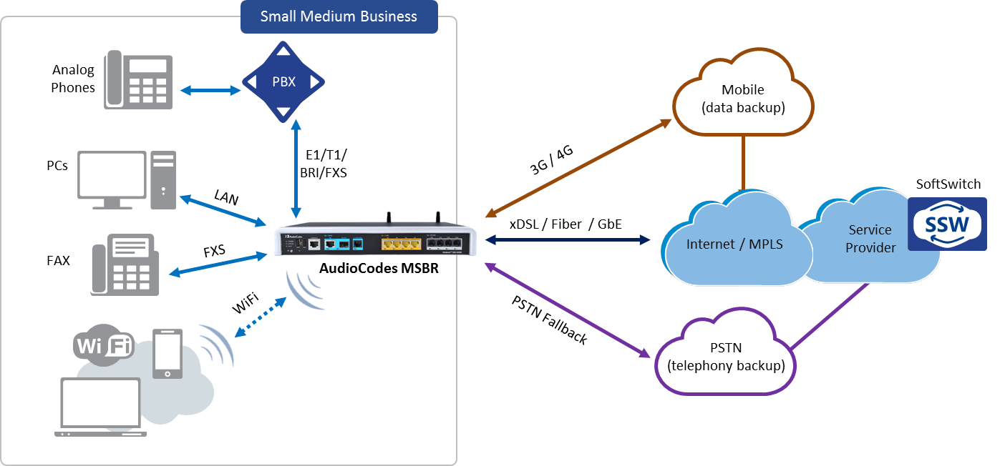 Small Medium Business
Analog
Phones
PBX
E1/T1/
BRI/FXS
PCs
LAN
FAX
FXS
AudioCodes
AudioCodes MSBR
WiFi
Wi Fi
Mobile
(data backup)
3G / 4G
xDSL / Fiber / GbE
Internet / MPLS
Service
Provider
SoftSwitch
SSW
PSTN Fallback
PSTN
(telephony backup)